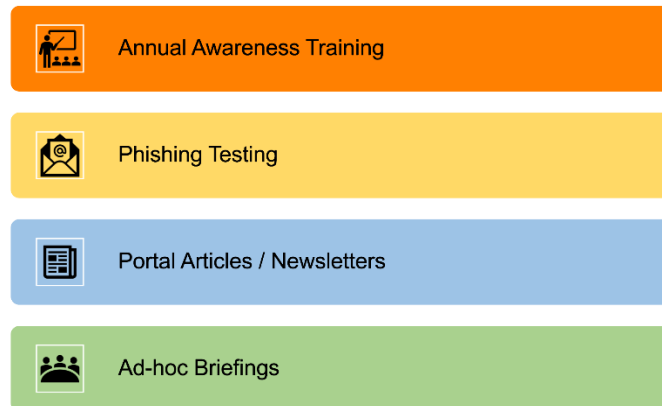 Annual Awareness Training
Phishing Testing
Portal Articles / Newsletters
Ad-hoc Briefings